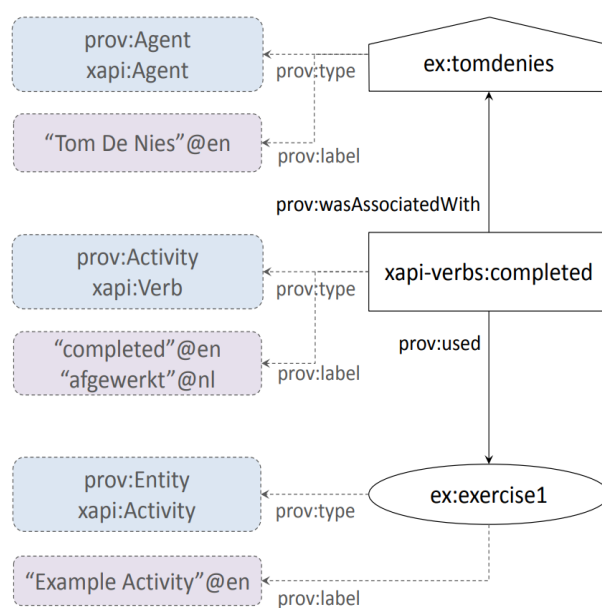 prov:Agent
xapi:Agent
prov:type
ex:tomdenies
“Tom De Nies”@en
prov:label
prov:wasAssociatedWith
prov:Activity
xapi:Verb
prov:type
xapi-verbs:completed
“completed”@en
“afgewerkt”@nl
prov:label
prov:used
prov:Entity
xapi:Activity
prov:type
ex:exercise1
“Example Activity”@en
prov:label